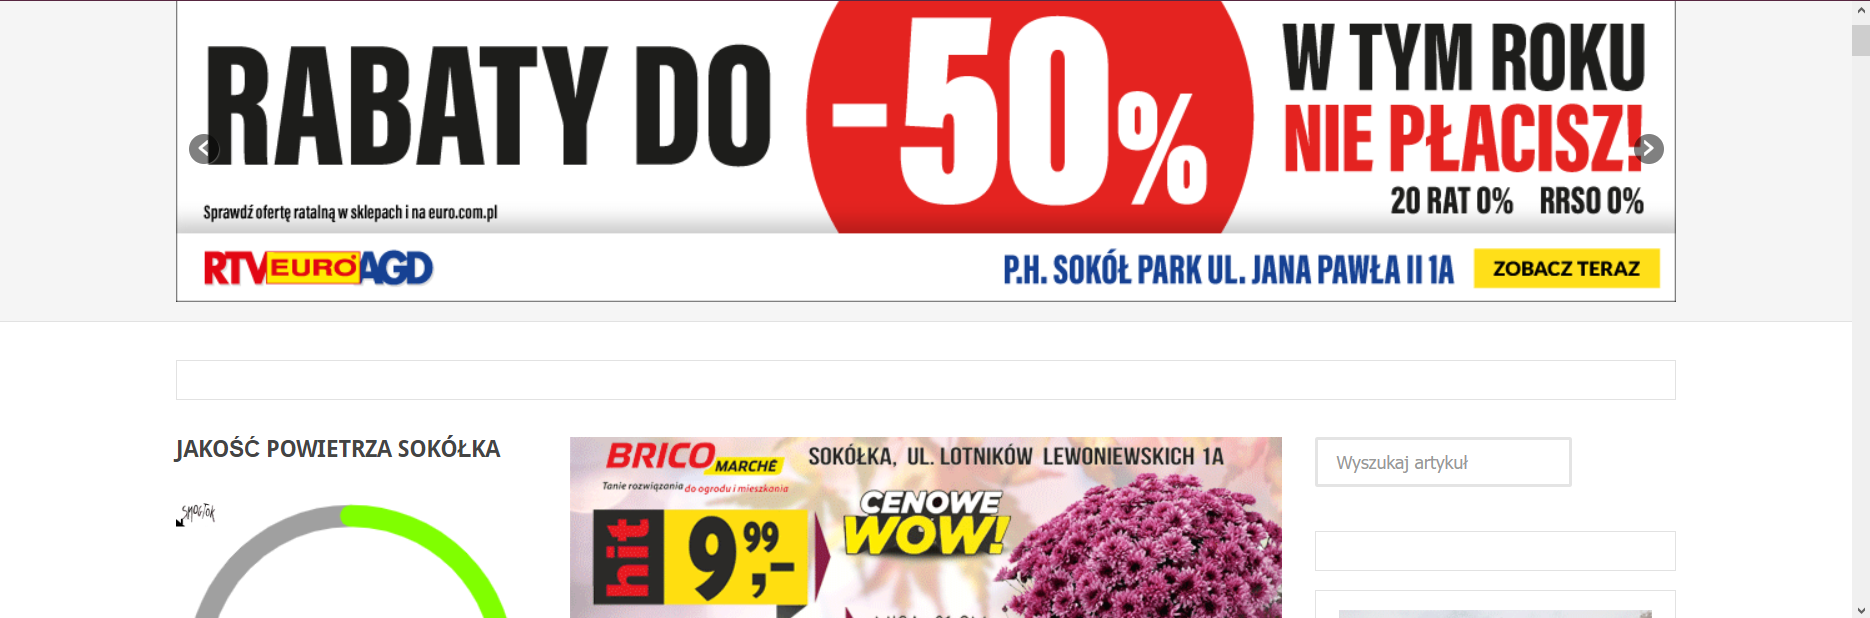 RABATY DO
-50%
W TYM ROKU
NIE PŁACISZ!
20 RAT 0% RRSO 0%
Sprawdź ofertę ratalną w sklepach i na euro.com.pl
RTV EURO AGD
P.H. SOKÓŁ PARK UL. JANA PAWŁA II 1A
ZOBACZ TERAZ
JAKOŚĆ POWIETRZA SOKÓŁKA
SMOGTOK
BRICO MARCHÉ
Tanie rozwiązania do ogrodu i mieszkania
SOKÓŁKA, UL. LOTNIKÓW LEWONIEWSKICH 1A
CENOWE
WOW!
hit
9,99
Wyszukaj artykuł